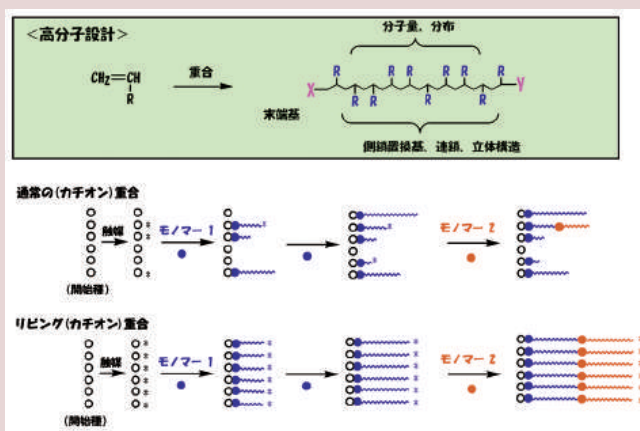 <高分子設計>
分子量、分布
CH₂=CH
R
重合
R R R R R
X
Y
R R R R
末端基
側鎖置換基、連鎖、立体構造
通常の(カチオン)重合
触媒
モノマー 1
モノマー 2
(開始種)
リビング(カチオン)重合
触媒
モノマー 1
モノマー 2
(開始種)